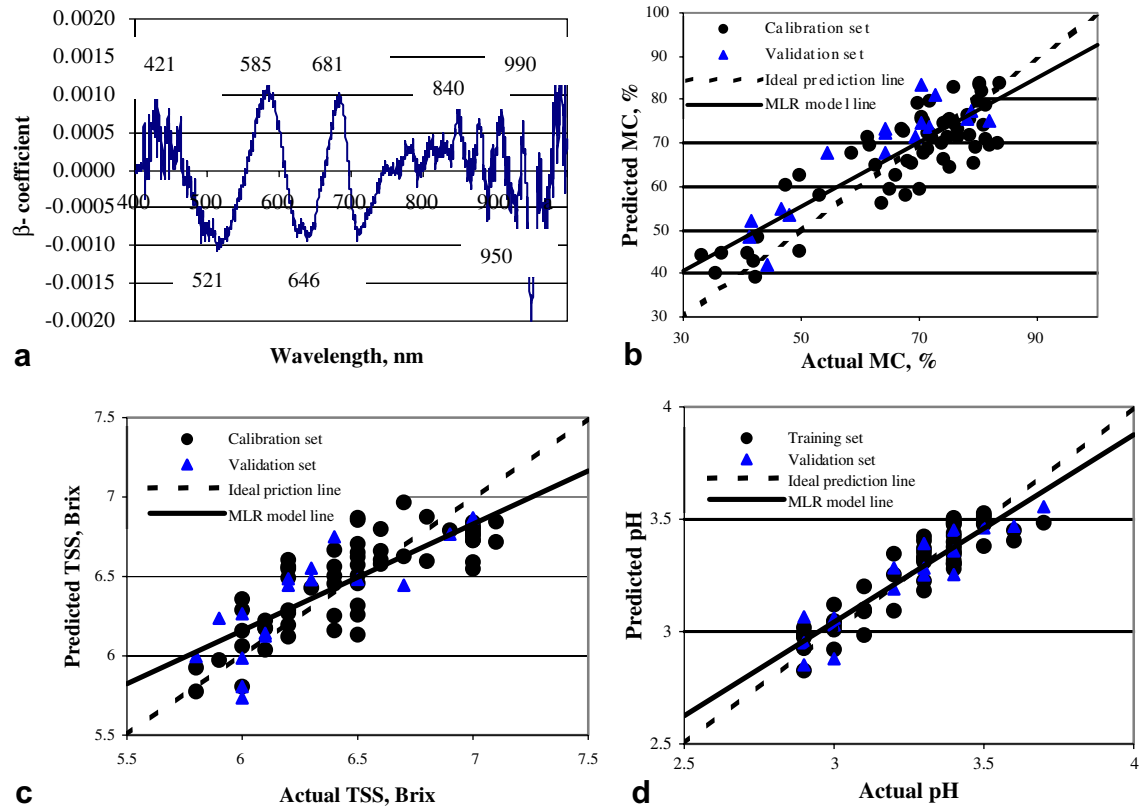 0.0020
0.0015
0.0010
0.0005
0.0000
-0.0005
-0.0010
-0.0015
-0.0020
β- coefficient
421
585
681
840
990
400
500
600
700
800
900
521
646
950
Wavelength, nm
a
100
90
80
70
60
50
40
30
Predicted MC, %
Calibration set
Validation set
Ideal prediction line
MLR model line
30
50
70
90
Actual MC, %
b
7.5
7
6.5
6
5.5
Predicted TSS, Brix
Calibration set
Validation set
Ideal priction line
MLR model line
5.5
6
6.5
7
7.5
Actual TSS, Brix
c
4
3.5
3
2.5
Predicted pH
Training set
Validation set
Ideal prediction line
MLR model line
2.5
3
3.5
4
Actual pH
d